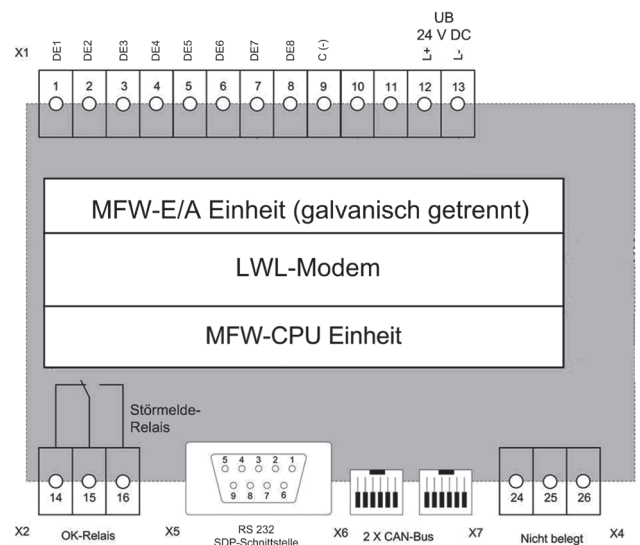 UB
24 V DC
X1 DE1 DE2 DE3 DE4 DE5 DE6 DE7 DE8 C (-) L+ L-
1 2 3 4 5 6 7 8 9 10 11 12 13
MFW-E/A Einheit (galvanisch getrennt)
LWL-Modem
MFW-CPU Einheit
Störmelde-
Relais
5 4 3 2 1
9 8 7 6
14 15 16
24 25 26
X2 OK-Relais X5 RS 232 X6 2 X CAN-Bus X7 Nicht belegt X4
SDP-Schnittstelle